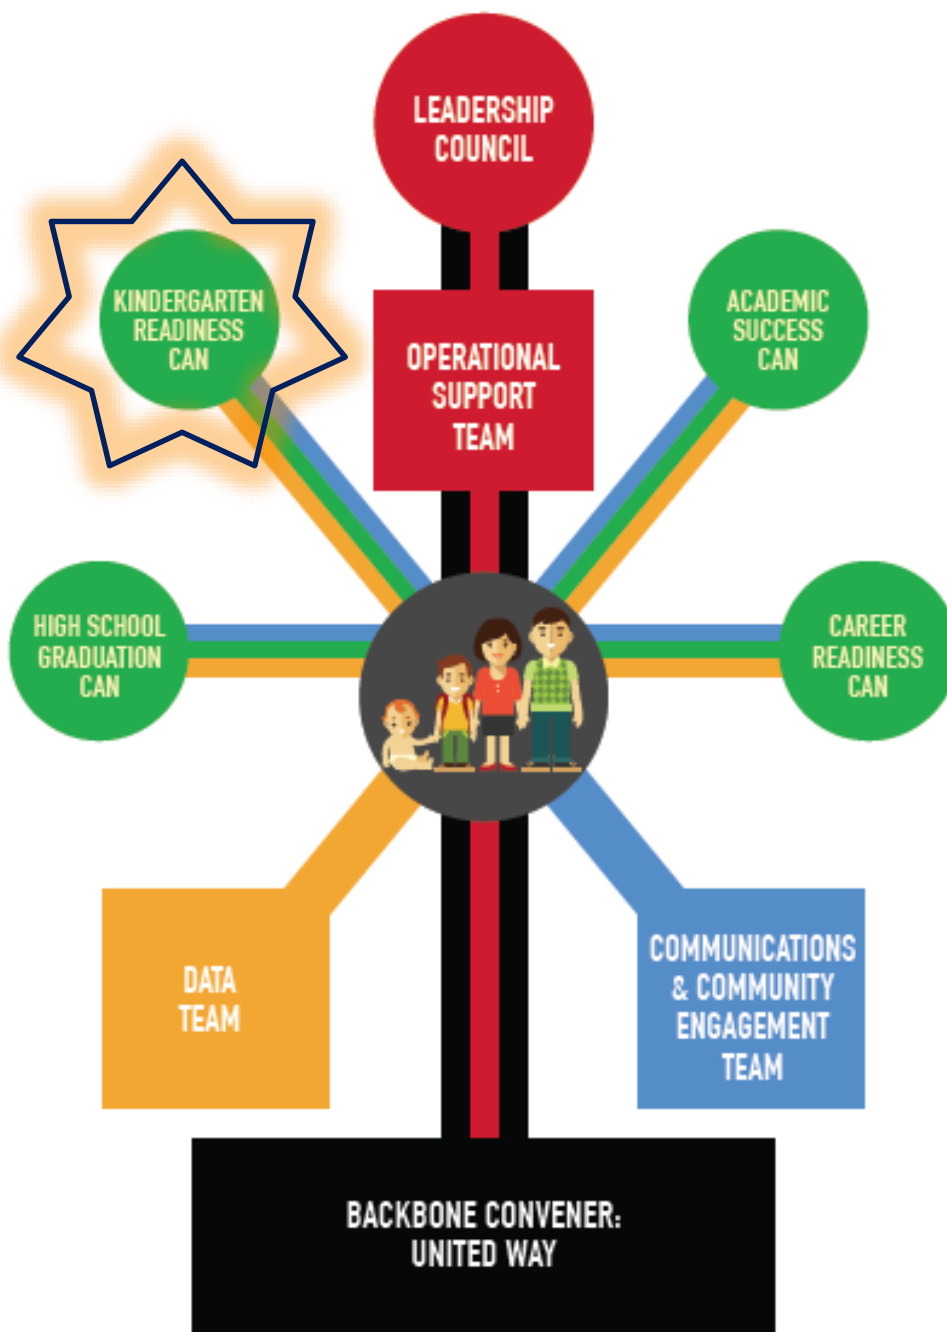 LEADERSHIP
COUNCIL
KINDERGARTEN
READINESS
CAN
ACADEMIC
SUCCESS
CAN
OPERATIONAL
SUPPORT
TEAM
HIGH SCHOOL
GRADUATION
CAN
CAREER
READINESS
CAN
DATA
TEAM
COMMUNICATIONS
& COMMUNITY
ENGAGEMENT
TEAM
BACKBONE CONVENER:
UNITED WAY